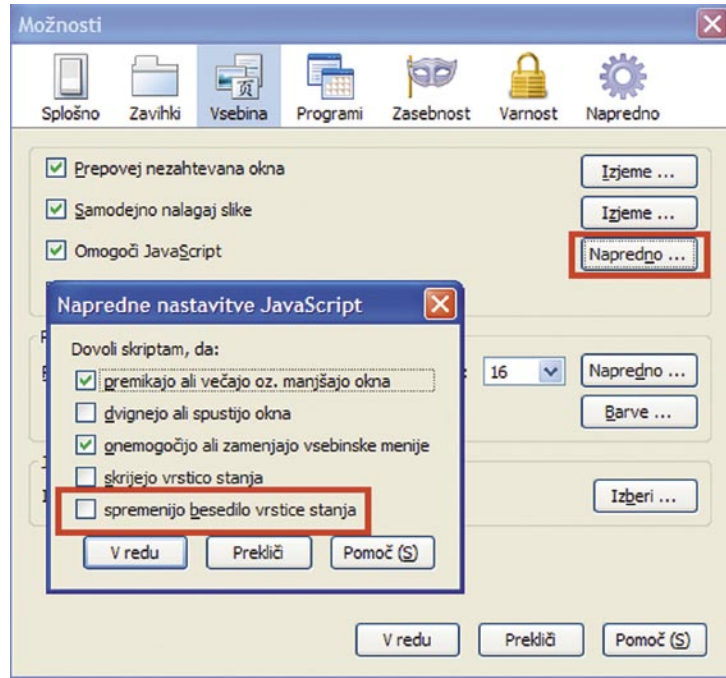 Možnosti
Splošno Zavihki Vsebina Programi Zasebnost Varnost Napredno
Prepovej nezahtevana okna Izjeme ...
Samodejno nalagaj slike Izjeme ...
Omogoči JavaScript Napredno ...
Napredne nastavitve JavaScript
Dovoli skriptam, da:
premikajo ali večajo oz. manjšajo okna
dvignejo ali spustijo okna
onemogočijo ali zamenjajo vsebinske menije
skrijejo vrstico stanja
spremenijo besedilo vrstice stanja
V redu Prekliči Pomoč (S)
: 16 Napredno ...
Barve ...
Izberi ...
V redu Prekliči Pomoč (S)